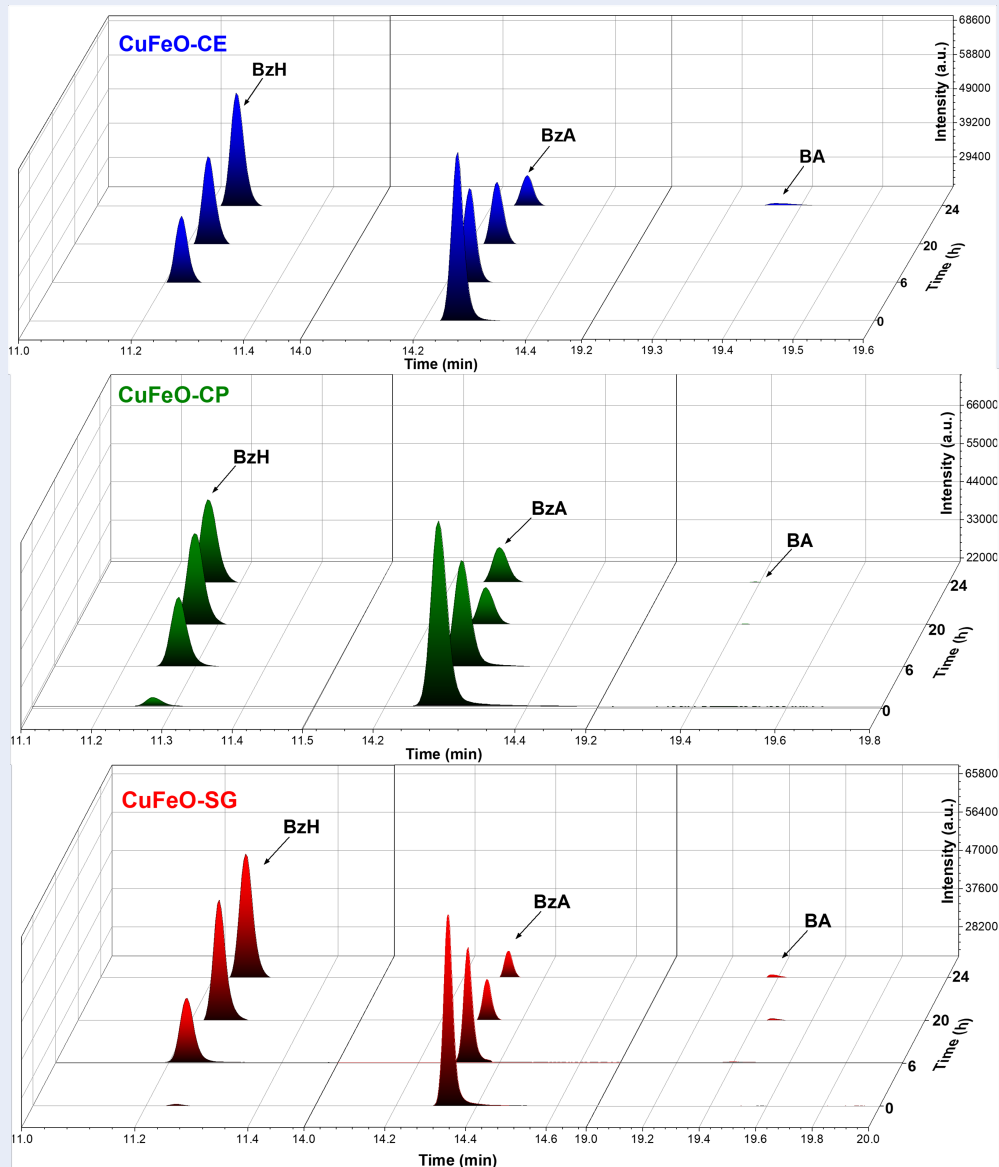 CuFeO-CE
BzH
BzA
BA
68600
58800
49000
39200
29400
Intensity (a.u.)
24
20
6
0
Time (h)
11.0 11.2 11.4 14.0 14.2 14.4 19.2 19.3 19.4 19.5 19.6
Time (min)
CuFeO-CP
BzH
BzA
BA
66000
55000
44000
33000
22000
Intensity (a.u.)
24
20
6
0
Time (h)
11.1 11.2 11.3 11.4 11.5 14.2 14.4 19.2 19.4 19.6 19.8
Time (min)
CuFeO-SG
BzH
BzA
BA
65800
56400
47000
37600
28200
Intensity (a.u.)
24
20
6
0
Time (h)
11.0 11.2 11.4 14.0 14.2 14.4 14.6 19.0 19.2 19.4 19.6 19.8 20.0
Time (min)